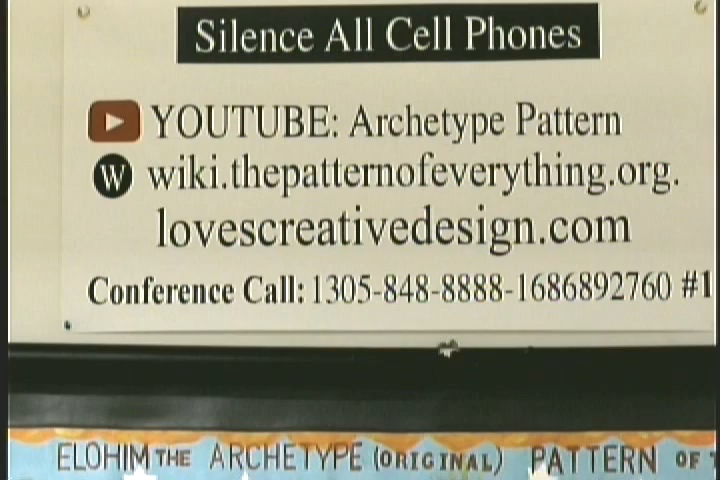 Silence All Cell Phones
YOUTUBE: Archetype Pattern
W wiki.thepatternofeverything.org.
lovescreativedesign.com
Conference Call: 1305-848-8888-1686892760 #1
ELOHIM THE ARCHETYPE (ORIGINAL) PATTERN OF